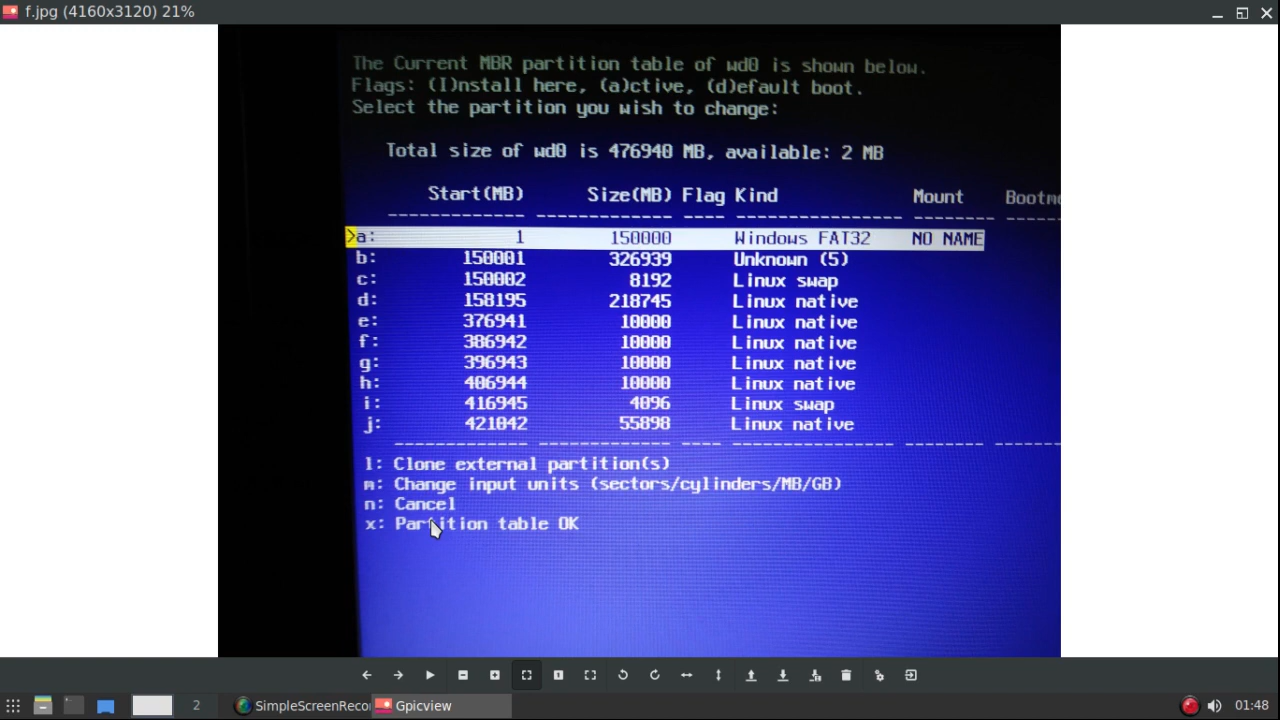 f.jpg (4160x3120) 21%
The Current MBR partition table of wd0 is shown below.
Flags: (I)nstall here, (a)ctive, (d)efault boot.
Select the partition you wish to change:
Total size of wd0 is 476940 MB, available: 2 MB
Start(MB) Size(MB) Flag Kind Mount
------------ ------------- ---- ---------------- --------
>a: 1 150000 Windows FAT32 NO NAME
b: 150001 326939 Unknown (5)
c: 150002 8192 Linux swap
d: 158195 218745 Linux native
e: 376941 10000 Linux native
f: 386942 10000 Linux native
g: 396943 10000 Linux native
h: 406944 10000 Linux native
i: 416945 4096 Linux swap
j: 421042 55898 Linux native
------------ ------------- ---- ---------------- --------
l: Clone external partition(s)
m: Change input units (sectors/cylinders/MB/GB)
n: Cancel
x: Partition table OK
2 SimpleScreenRecor Gpicview 01:48